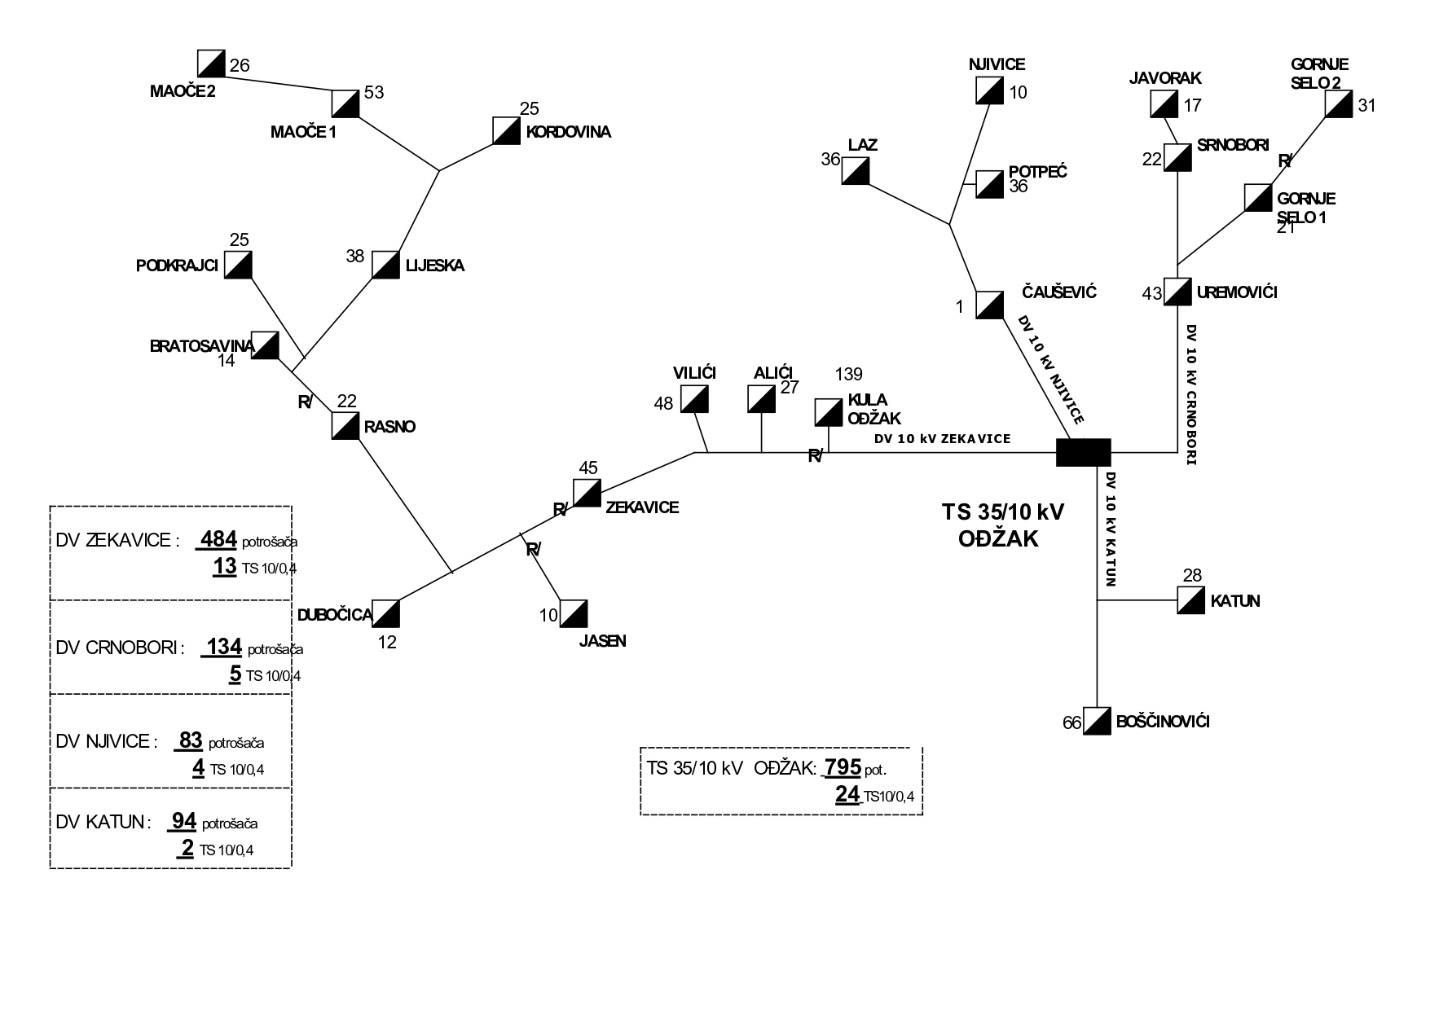 26
MAOČE 2
53
MAOČE 1
25
KORDOVINA
NJIVICE
10
JAVORAK
17
GORNJE
SELO 2
31
LAZ
36
POTPEĆ
36
SRNOBORI
22
R/
GORNJE
SELO 1
21
25
PODKRAJCI
38
LIJESKA
ČAUŠEVIĆ
1
43
UREMOVIĆI
BRATOSAVINA
14
R/
22
RASNO
DV 10 kV NJIVICE
DV 10 kV CRNOBORI
VILIĆI
48
ALIĆI
27
139
KULA
ODŽAK
R/
DV 10 kV ZEKAVICE
45
ZEKAVICE
R/
R/
TS 35/10 kV
OĐŽAK
DV 10 kV KATUN
DUBOČICA
12
10
JASEN
28
KATUN
66
BOŠČINOVIĆI
DV ZEKAVICE : 484 potrošača
13 TS 10/0,4
DV CRNOBORI : 134 potrošača
5 TS 10/0,4
DV NJIVICE : 83 potrošača
4 TS 10/0,4
DV KATUN : 94 potrošača
2 TS 10/0,4
TS 35/10 kV OĐŽAK: 795 pot.
24 TS10/0,4